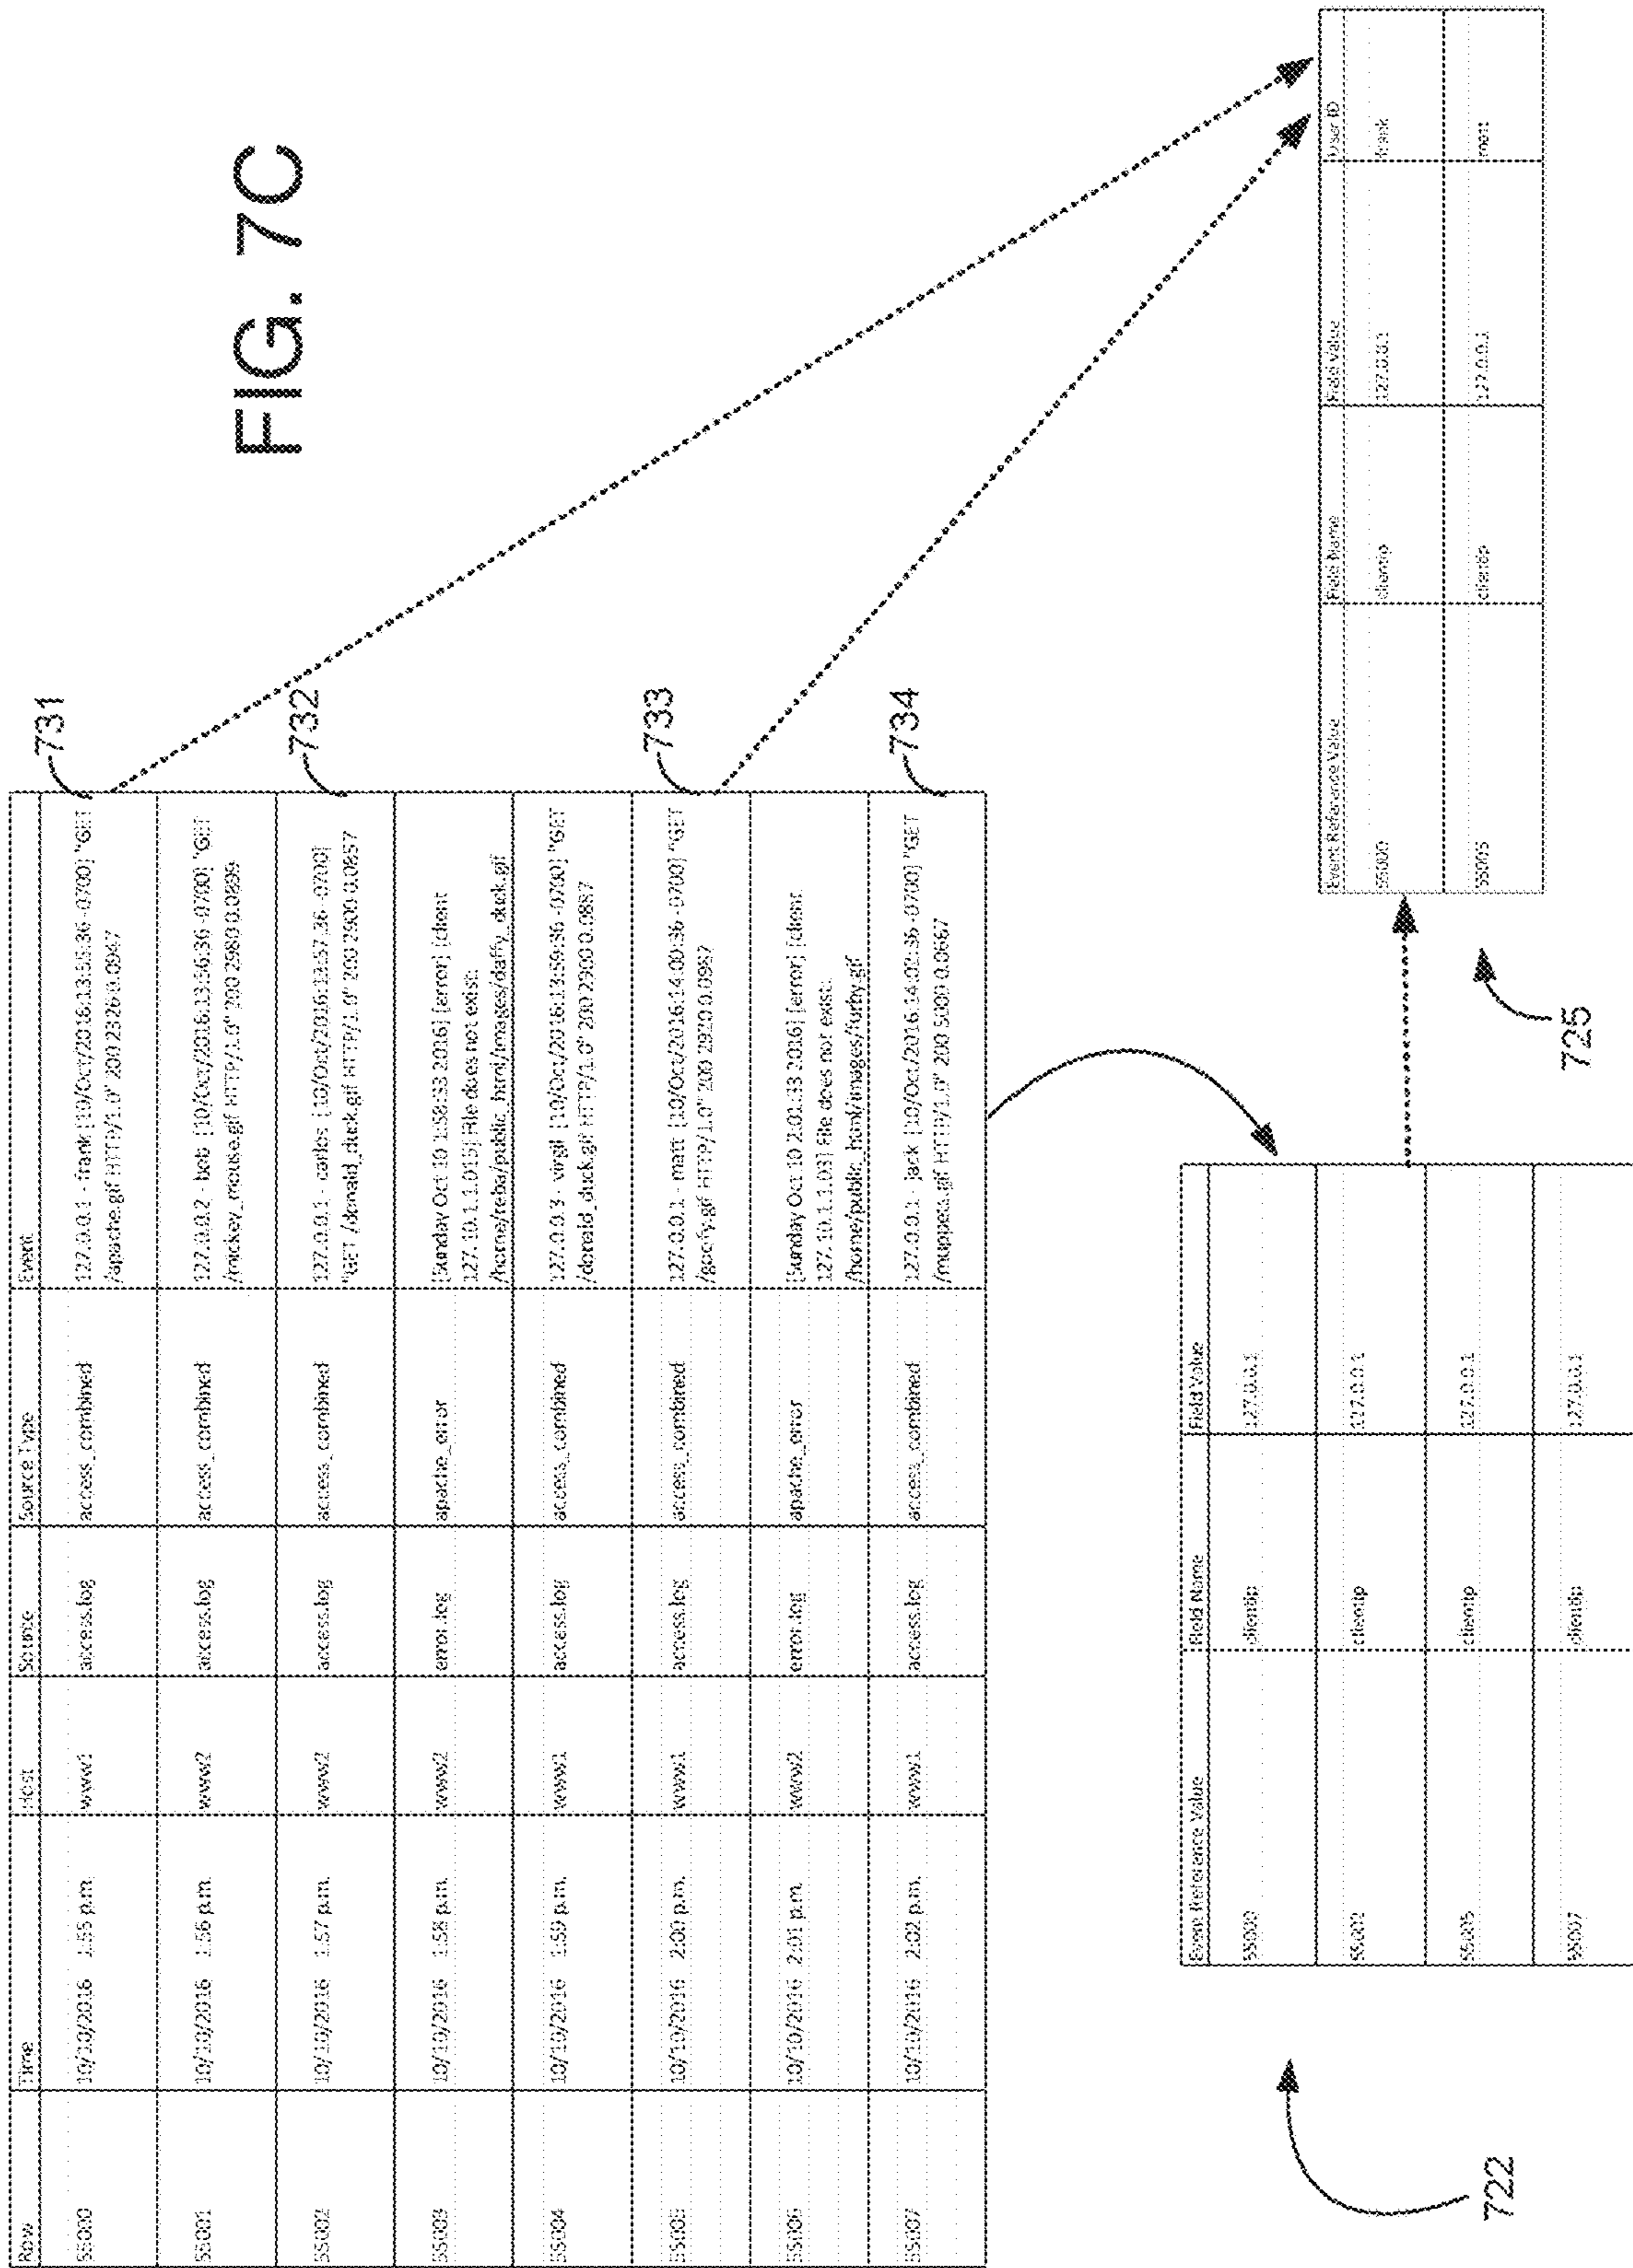 FIG. 7C
Row Time Host Source Source Type Event
55000 10/10/2016 1:55 p.m. www1 access.log access_combined 127.0.0.1 - frank [10/Oct/2016:13:55:36 -0700] "GET
/apache.gif HTTP/1.0" 200 2326 0.0947
731
55001 10/10/2016 1:56 p.m. www2 access.log access_combined 127.0.0.2 - bob [10/Oct/2016:13:56:36 -0700] "GET
/mickey_mouse.gif HTTP/1.0" 200 2980 0.0899
55002 10/10/2016 1:57 p.m. www2 access.log access_combined 127.0.0.1 - carlos [10/Oct/2016:13:57:36 -0700]
"GET /donald_duck.gif HTTP/1.0" 200 2900 0.0857
732
55003 10/10/2016 1:58 p.m. www2 error.log apache_error [Sunday Oct 10 1:58:33 2016] [error] [client
127.10.1.1.015] File does not exist:
/home/reba/public_html/images/daffy_duck.gif
55004 10/10/2016 1:59 p.m. www1 access.log access_combined 127.0.0.3 - virgil [10/Oct/2016:13:59:36 -0700] "GET
/donald_duck.gif HTTP/1.0" 200 2900 0.0857
55005 10/10/2016 2:00 p.m. www1 access.log access_combined 127.0.0.1 - matt [10/Oct/2016:14:00:36 -0700] "GET
/goofy.gif HTTP/1.0" 200 2920 0.0967
733
55006 10/10/2016 2:01 p.m. www2 error.log apache_error [Sunday Oct 10 2:01:33 2016] [error] [client
127.10.1.1.03] File does not exist:
/home/public_html/images/furby.gif
55007 10/10/2016 2:02 p.m. www1 access.log access_combined 127.0.0.1 - jack [10/Oct/2016:14:02:36 -0700] "GET
/muppets.gif HTTP/1.0" 200 5000 0.0667
734
Event Reference Value Field Name Field Value
55000 clientip 127.0.0.1
55002 clientip 127.0.0.1
55005 clientip 127.0.0.1
55007 clientip 127.0.0.1
722
Event Reference Value Field Name Field Value User ID
55000 clientip 127.0.0.1 frank
55005 clientip 127.0.0.1 matt
725